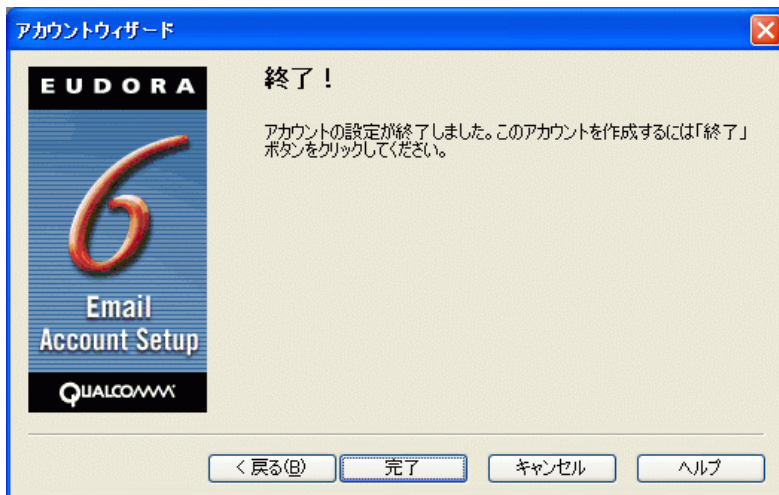 アカウントウィザード
EUDORA
6
Email
Account Setup
QUALCOMM
終了！
アカウントの設定が終了しました。このアカウントを作成するには「終了」
ボタンをクリックしてください。
< 戻る(B)
完了
キャンセル
ヘルプ